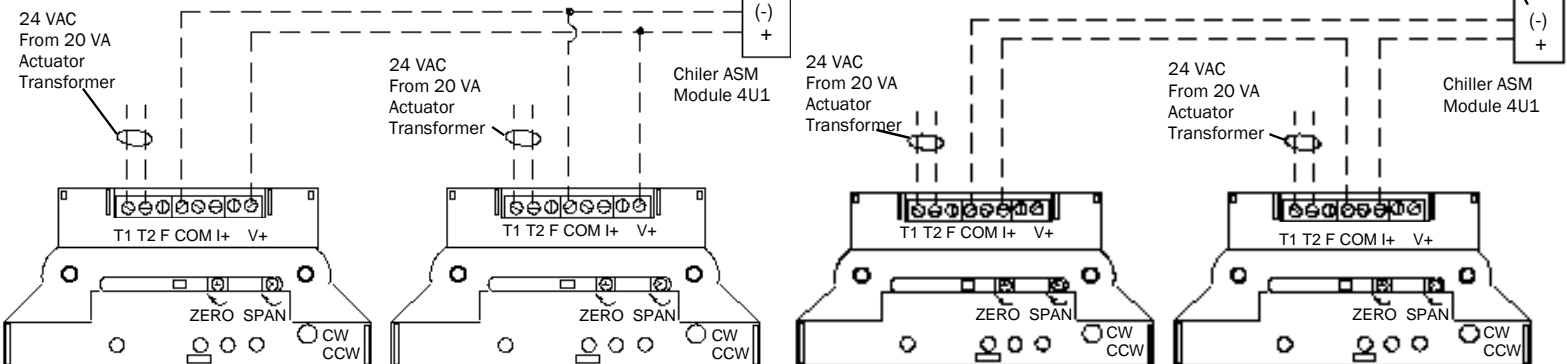 24 VAC
From 20 VA
Actuator
Transformer
24 VAC
From 20 VA
Actuator
Transformer
(-)
+
Chiler ASM
Module 4U1
T1 T2 F COM I+ V+
ZERO SPAN
CW
CCW
T1 T2 F COM I+ V+
ZERO SPAN
CW
CCW
24 VAC
From 20 VA
Actuator
Transformer
24 VAC
From 20 VA
Actuator
Transformer
(-)
+
Chiler ASM
Module 4U1
T1 T2 F COM I+ V+
ZERO SPAN
CW
CCW
T1 T2 F COM I+ V+
ZERO SPAN
CW
CCW